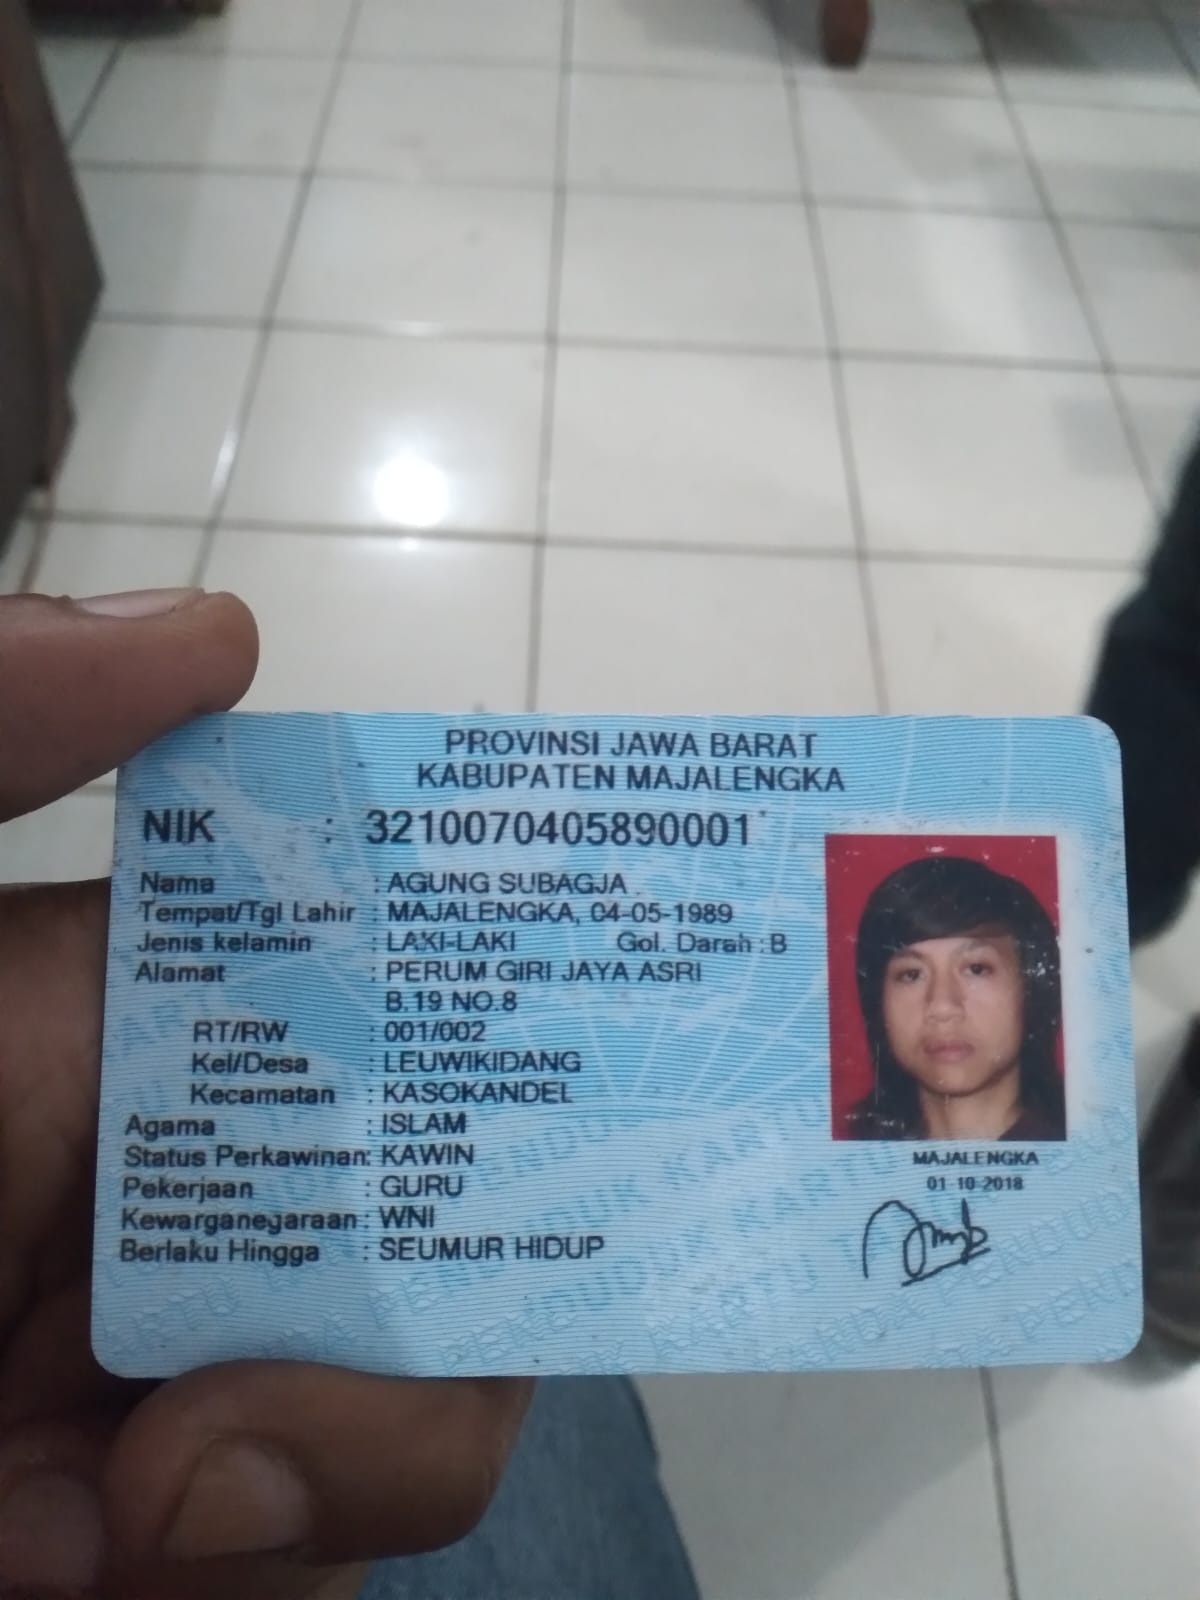 PROVINSI JAWA BARAT
KABUPATEN MAJALENGKA
NIK : 3210070405890001
Nama : AGUNG SUBAGJA
Tempat/Tgl Lahir : MAJALENGKA, 04-05-1989
Jenis kelamin : LAKI-LAKI Gol. Darah : B
Alamat : PERUM GIRI JAYA ASRI
B.19 NO.8
RT/RW : 001/002
Kel/Desa : LEUWIKIDANG
Kecamatan : KASOKANDEL
Agama : ISLAM
Status Perkawinan: KAWIN
Pekerjaan : GURU
Kewarganegaraan : WNI
Berlaku Hingga : SEUMUR HIDUP
MAJALENGKA
01-10-2018